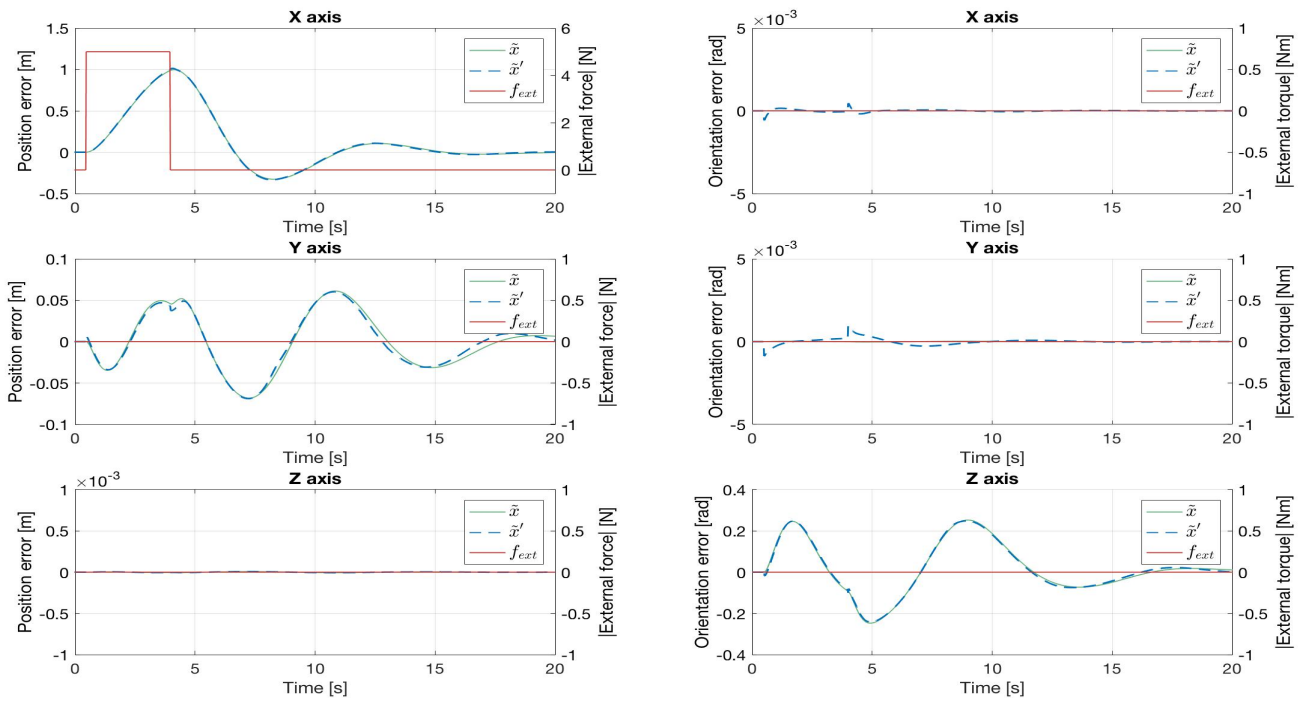 X axis
1.5
1
0.5
0
-0.5
6
4
2
0
Position error [m]
|External force| [N]
x̃
x̃′
f_ext
0 5 10 15 20
Time [s]
×10⁻³
X axis
5
0
-5
1
0.5
0
-0.5
-1
Orientation error [rad]
|External torque| [Nm]
x̃
x̃′
f_ext
0 5 10 15 20
Time [s]
Y axis
0.1
0.05
0
-0.05
-0.1
1
0.5
0
-0.5
-1
Position error [m]
|External force| [N]
x̃
x̃′
f_ext
0 5 10 15 20
Time [s]
×10⁻³
Y axis
5
0
-5
1
0.5
0
-0.5
-1
Orientation error [rad]
|External torque| [Nm]
x̃
x̃′
f_ext
0 5 10 15 20
Time [s]
×10⁻³
Z axis
1
0.5
0
-0.5
-1
1
0.5
0
-0.5
-1
Position error [m]
|External force| [N]
x̃
x̃′
f_ext
0 5 10 15 20
Time [s]
Z axis
0.4
0.2
0
-0.2
-0.4
1
0.5
0
-0.5
-1
Orientation error [rad]
|External torque| [Nm]
x̃
x̃′
f_ext
0 5 10 15 20
Time [s]